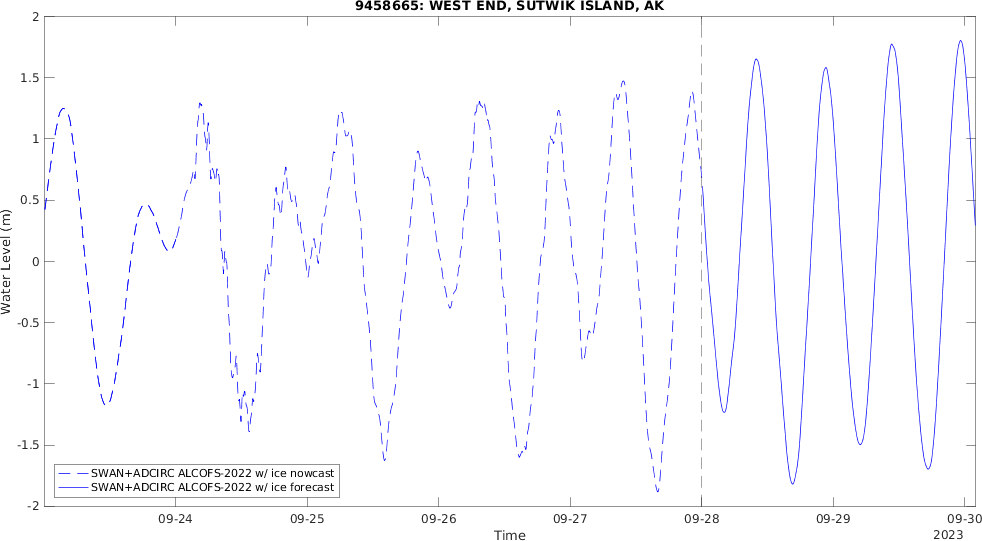 9458665: WEST END, SUTWIK ISLAND, AK
2
1.5
1
0.5
0
-0.5
-1
-1.5
-2
Water Level (m)
SWAN+ADCIRC ALCOFS-2022 w/ ice nowcast
SWAN+ADCIRC ALCOFS-2022 w/ ice forecast
09-24 09-25 09-26 09-27 09-28 09-29 09-30
Time
2023